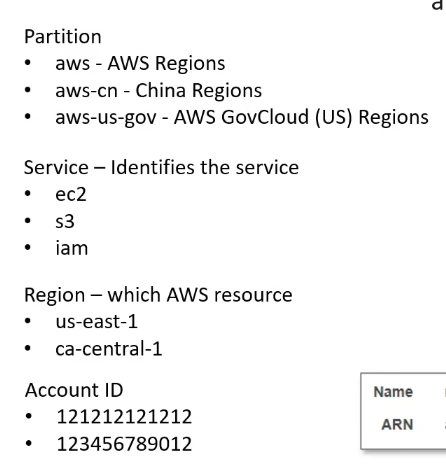 a
Partition
• aws - AWS Regions
• aws-cn - China Regions
• aws-us-gov - AWS GovCloud (US) Regions
Service – Identifies the service
• ec2
• s3
• iam
Region – which AWS resource
• us-east-1
• ca-central-1
Account ID
• 121212121212
• 123456789012
Name
ARN